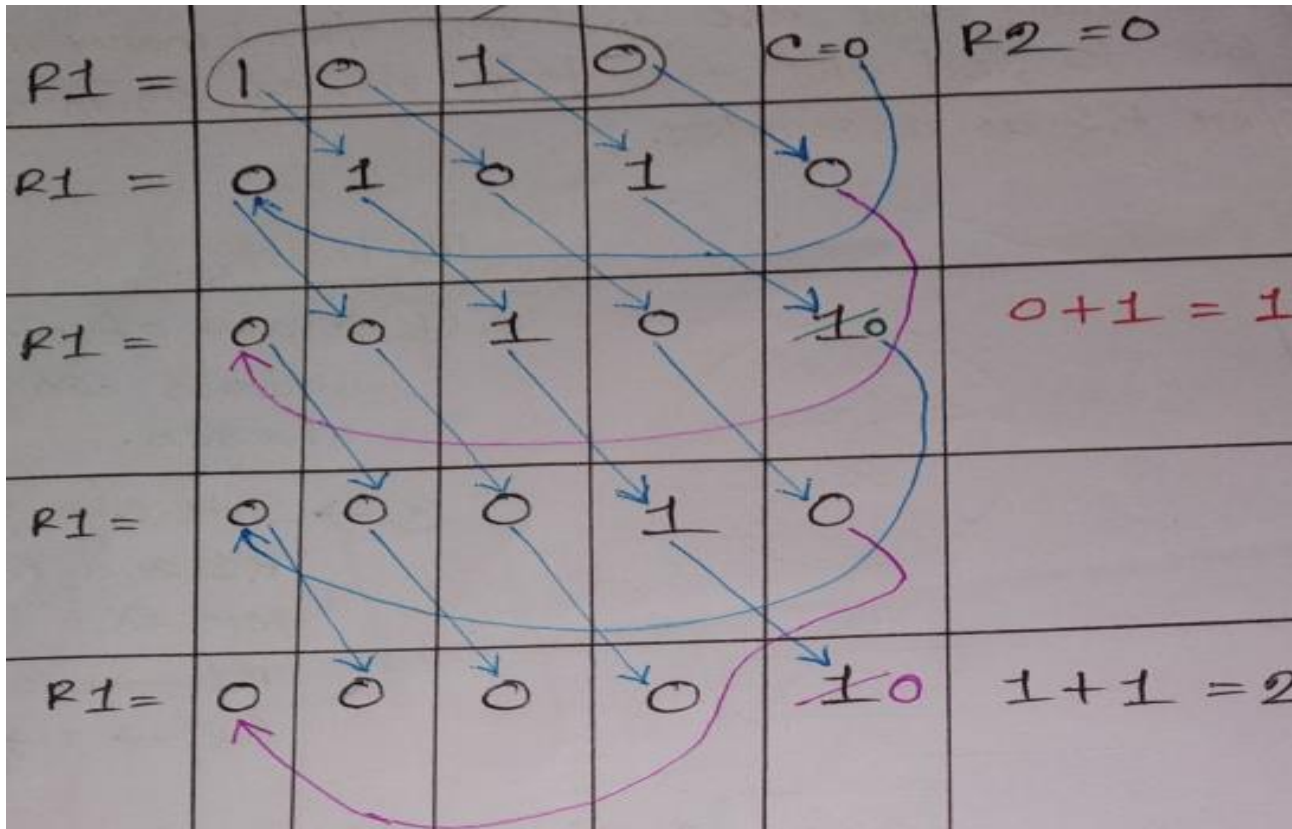 R1 = 1 0 1 0 C=0 R2 = 0
R1 = 0 1 0 1 0
R1 = 0 0 1 0 1 0 0+1 = 1
R1 = 0 0 0 1 0
R1 = 0 0 0 0 1 0 1+1 = 2